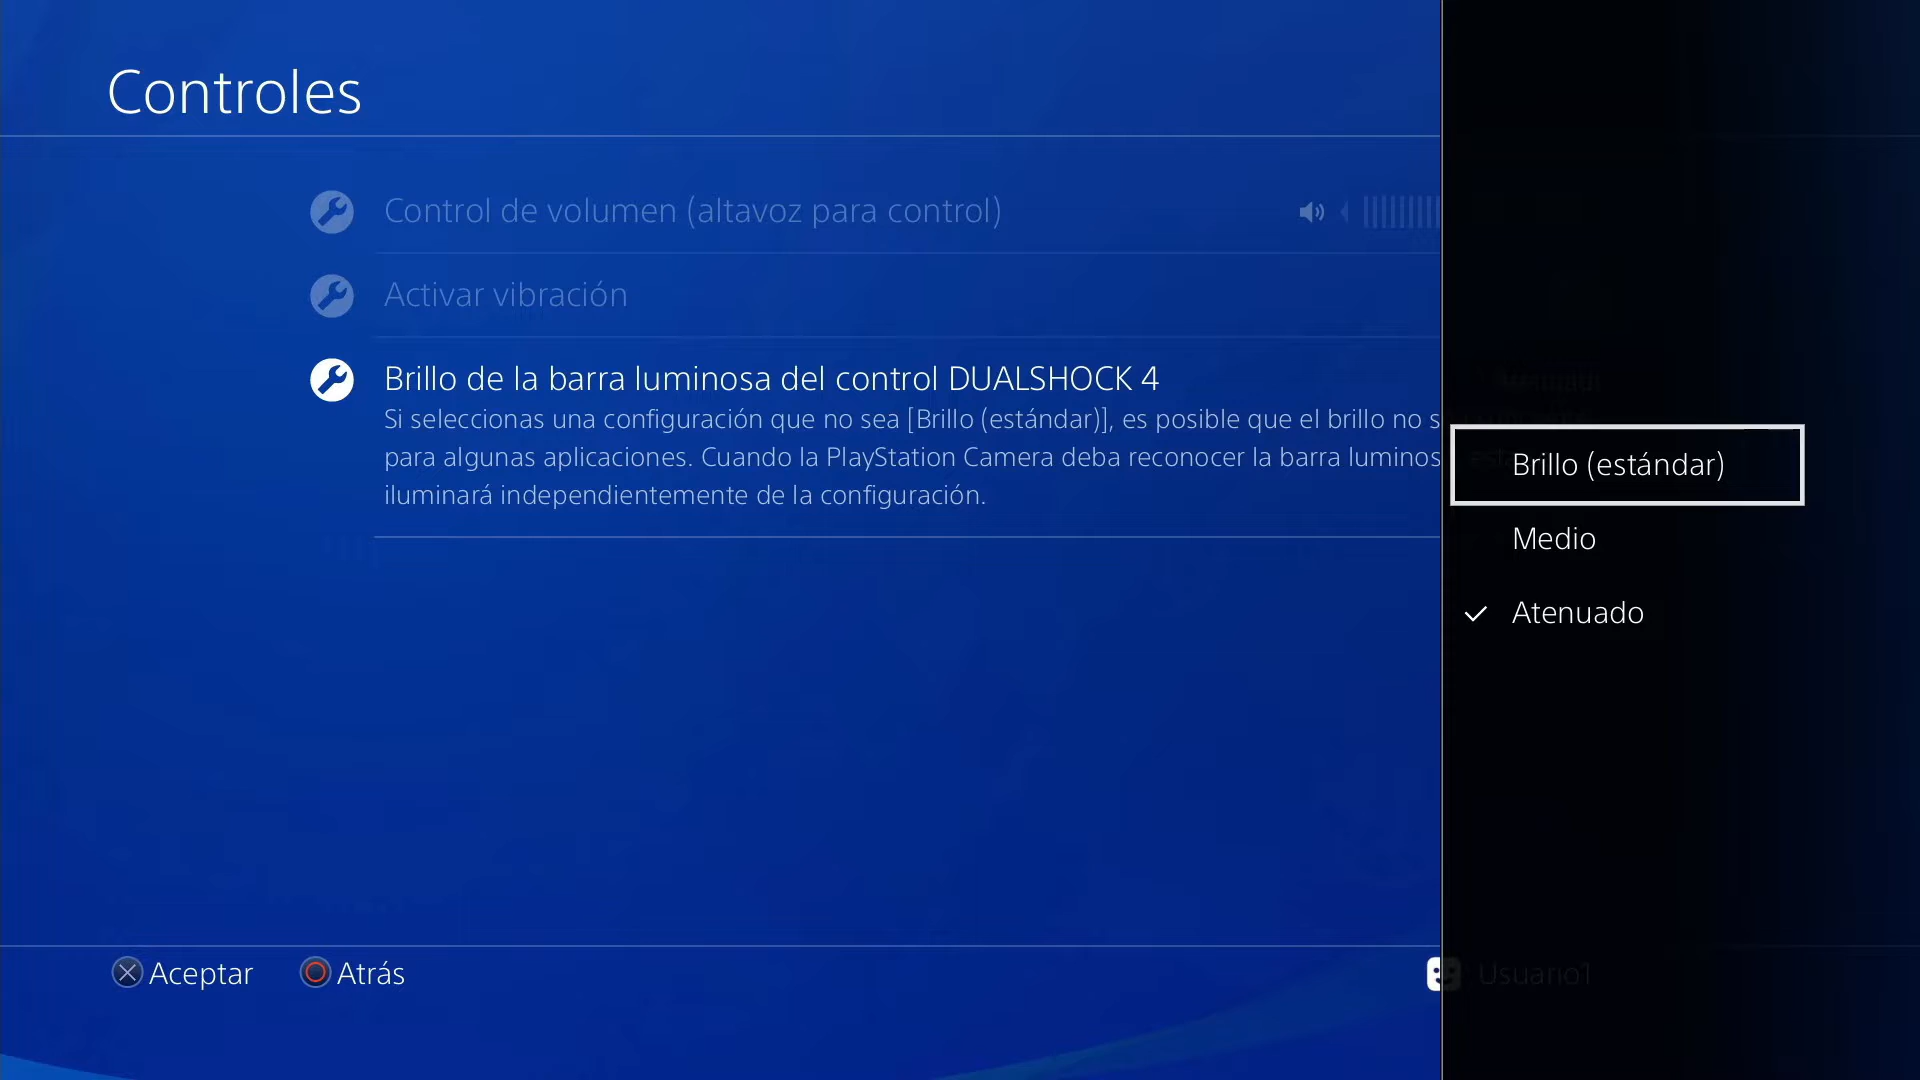 Controles
Control de volumen (altavoz para control)
Activar vibración
Brillo de la barra luminosa del control DUALSHOCK 4
Si seleccionas una configuración que no sea [Brillo (estándar)], es posible que el brillo no s
para algunas aplicaciones. Cuando la PlayStation Camera deba reconocer la barra luminos
iluminará independientemente de la configuración.
Brillo (estándar)
Medio
Atenuado
Aceptar
Atrás
Usuario1